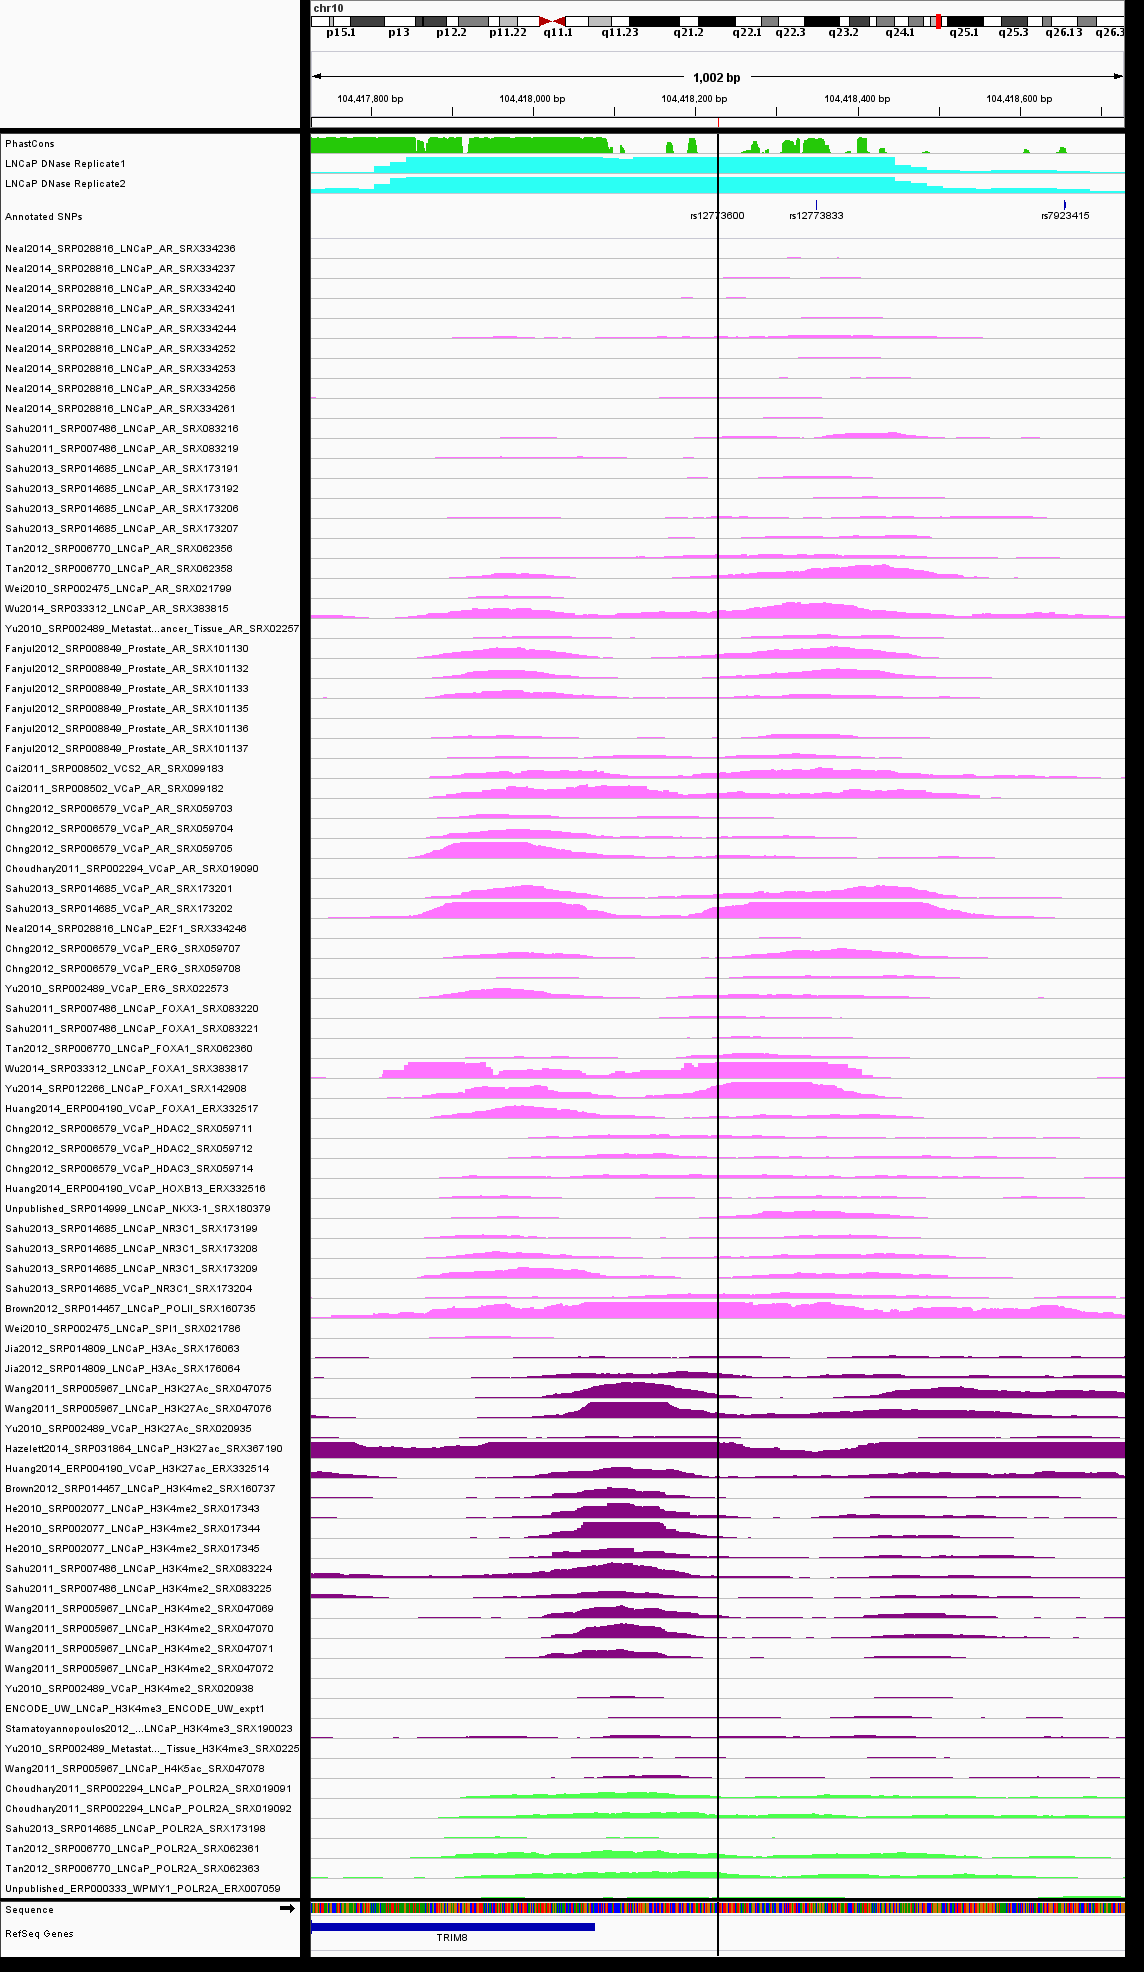 chr10
p15.1 p13 p12.2 p11.22 q11.1 q11.23 q21.2 q22.1 q22.3 q23.2 q24.1 q25.1 q25.3 q26.13 q26.3
1,002 bp
104,417,800 bp 104,418,000 bp 104,418,200 bp 104,418,400 bp 104,418,600 bp
PhastCons
LNCaP DNase Replicate1
LNCaP DNase Replicate2
Annotated SNPs
rs12773600 rs12773833 rs7923415
Neal2014_SRP028816_LNCaP_AR_SRX334236
Neal2014_SRP028816_LNCaP_AR_SRX334237
Neal2014_SRP028816_LNCaP_AR_SRX334240
Neal2014_SRP028816_LNCaP_AR_SRX334241
Neal2014_SRP028816_LNCaP_AR_SRX334244
Neal2014_SRP028816_LNCaP_AR_SRX334252
Neal2014_SRP028816_LNCaP_AR_SRX334253
Neal2014_SRP028816_LNCaP_AR_SRX334256
Neal2014_SRP028816_LNCaP_AR_SRX334261
Sahu2011_SRP007486_LNCaP_AR_SRX083216
Sahu2011_SRP007486_LNCaP_AR_SRX083219
Sahu2013_SRP014685_LNCaP_AR_SRX173191
Sahu2013_SRP014685_LNCaP_AR_SRX173192
Sahu2013_SRP014685_LNCaP_AR_SRX173206
Sahu2013_SRP014685_LNCaP_AR_SRX173207
Tan2012_SRP006770_LNCaP_AR_SRX062356
Tan2012_SRP006770_LNCaP_AR_SRX062358
Wei2010_SRP002475_LNCaP_AR_SRX021799
Wu2014_SRP033312_LNCaP_AR_SRX383815
Yu2010_SRP002489_Metastat...ancer_Tissue_AR_SRX02257
Fanjul2012_SRP008849_Prostate_AR_SRX101130
Fanjul2012_SRP008849_Prostate_AR_SRX101132
Fanjul2012_SRP008849_Prostate_AR_SRX101133
Fanjul2012_SRP008849_Prostate_AR_SRX101135
Fanjul2012_SRP008849_Prostate_AR_SRX101136
Fanjul2012_SRP008849_Prostate_AR_SRX101137
Cai2011_SRP008502_VCS2_AR_SRX099183
Cai2011_SRP008502_VCaP_AR_SRX099182
Chng2012_SRP006579_VCaP_AR_SRX059703
Chng2012_SRP006579_VCaP_AR_SRX059704
Chng2012_SRP006579_VCaP_AR_SRX059705
Choudhary2011_SRP002294_VCaP_AR_SRX019090
Sahu2013_SRP014685_VCaP_AR_SRX173201
Sahu2013_SRP014685_VCaP_AR_SRX173202
Neal2014_SRP028816_LNCaP_E2F1_SRX334246
Chng2012_SRP006579_VCaP_ERG_SRX059707
Chng2012_SRP006579_VCaP_ERG_SRX059708
Yu2010_SRP002489_VCaP_ERG_SRX022573
Sahu2011_SRP007486_LNCaP_FOXA1_SRX083220
Sahu2011_SRP007486_LNCaP_FOXA1_SRX083221
Tan2012_SRP006770_LNCaP_FOXA1_SRX062360
Wu2014_SRP033312_LNCaP_FOXA1_SRX383817
Yu2014_SRP012266_LNCaP_FOXA1_SRX142908
Huang2014_ERP004190_VCaP_FOXA1_ERX332517
Chng2012_SRP006579_VCaP_HDAC2_SRX059711
Chng2012_SRP006579_VCaP_HDAC2_SRX059712
Chng2012_SRP006579_VCaP_HDAC3_SRX059714
Huang2014_ERP004190_VCaP_HOXB13_ERX332516
Unpublished_SRP014999_LNCaP_NKX3-1_SRX180379
Sahu2013_SRP014685_LNCaP_NR3C1_SRX173199
Sahu2013_SRP014685_LNCaP_NR3C1_SRX173208
Sahu2013_SRP014685_LNCaP_NR3C1_SRX173209
Sahu2013_SRP014685_VCaP_NR3C1_SRX173204
Brown2012_SRP014457_LNCaP_POLII_SRX160735
Wei2010_SRP002475_LNCaP_SPI1_SRX021786
Jia2012_SRP014809_LNCaP_H3Ac_SRX176063
Jia2012_SRP014809_LNCaP_H3Ac_SRX176064
Wang2011_SRP005967_LNCaP_H3K27Ac_SRX047075
Wang2011_SRP005967_LNCaP_H3K27Ac_SRX047076
Yu2010_SRP002489_VCaP_H3K27Ac_SRX020935
Hazelett2014_SRP031864_LNCaP_H3K27ac_SRX367190
Huang2014_ERP004190_VCaP_H3K27ac_ERX332514
Brown2012_SRP014457_LNCaP_H3K4me2_SRX160737
He2010_SRP002077_LNCaP_H3K4me2_SRX017343
He2010_SRP002077_LNCaP_H3K4me2_SRX017344
He2010_SRP002077_LNCaP_H3K4me2_SRX017345
Sahu2011_SRP007486_LNCaP_H3K4me2_SRX083224
Sahu2011_SRP007486_LNCaP_H3K4me2_SRX083225
Wang2011_SRP005967_LNCaP_H3K4me2_SRX047069
Wang2011_SRP005967_LNCaP_H3K4me2_SRX047070
Wang2011_SRP005967_LNCaP_H3K4me2_SRX047071
Wang2011_SRP005967_LNCaP_H3K4me2_SRX047072
Yu2010_SRP002489_VCaP_H3K4me2_SRX020938
ENCODE_UW_LNCaP_H3K4me3_ENCODE_UW_expt1
Stamatoyannopoulos2012_...LNCaP_H3K4me3_SRX190023
Yu2010_SRP002489_Metastat..._Tissue_H3K4me3_SRX0225
Wang2011_SRP005967_LNCaP_H4K5ac_SRX047078
Choudhary2011_SRP002294_LNCaP_POLR2A_SRX019091
Choudhary2011_SRP002294_LNCaP_POLR2A_SRX019092
Sahu2013_SRP014685_LNCaP_POLR2A_SRX173198
Tan2012_SRP006770_LNCaP_POLR2A_SRX062361
Tan2012_SRP006770_LNCaP_POLR2A_SRX062363
Unpublished_ERP000333_WPMY1_POLR2A_ERX007059
Sequence
RefSeq Genes
TRIM8